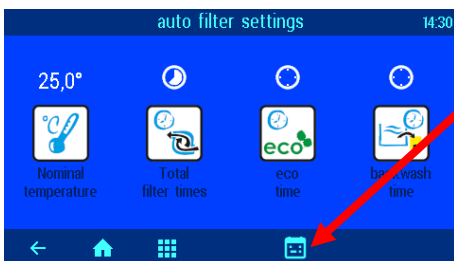 auto filter settings 14:30
25,0°
°C
eco
Nominal
temperature
Total
filter times
eco
time
backwash
time